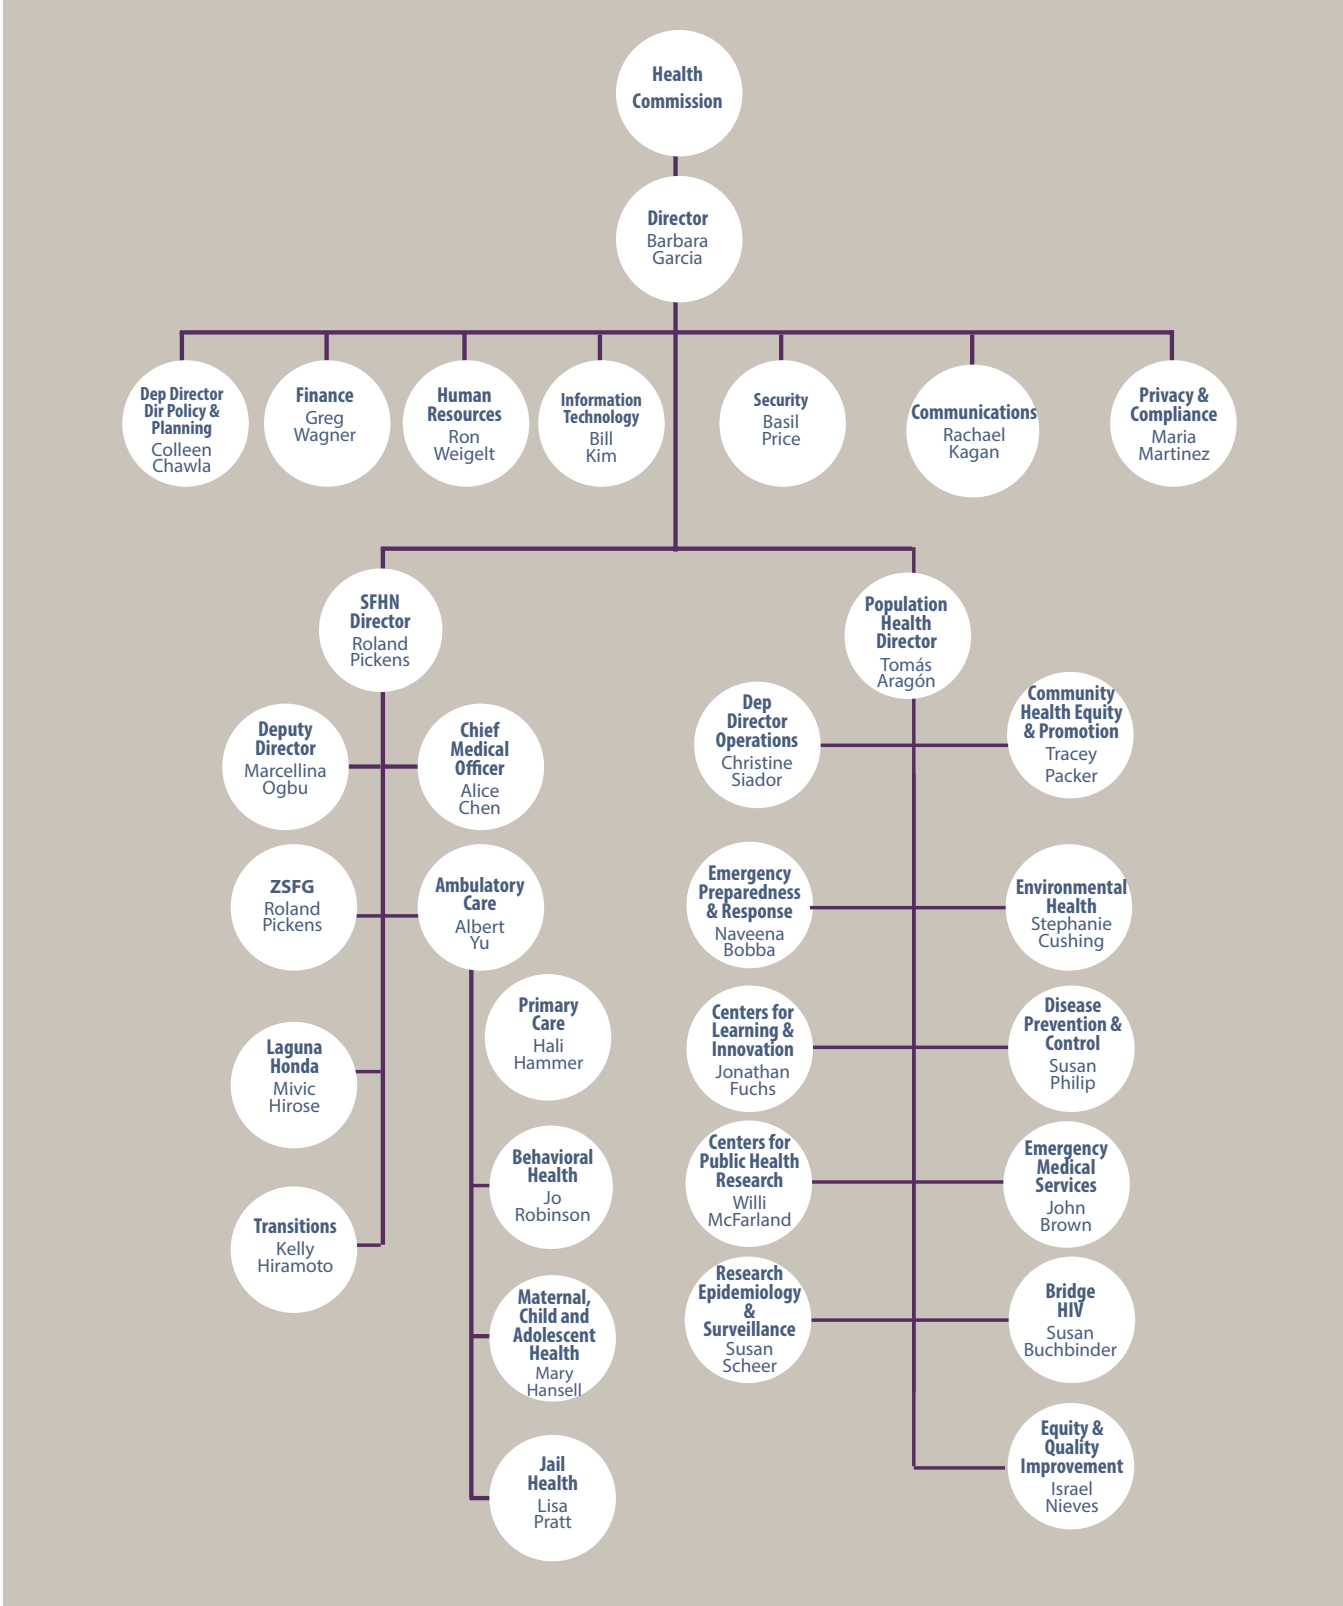 Health
Commission
Director
Barbara
Garcia
Dep Director
Dir Policy &
Planning
Colleen
Chawla
Finance
Greg
Wagner
Human
Resources
Ron
Weigelt
Information
Technology
Bill
Kim
Security
Basil
Price
Communications
Rachael
Kagan
Privacy &
Compliance
Maria
Martinez
SFHN
Director
Roland
Pickens
Population
Health
Director
Tomás
Aragón
Deputy
Director
Marcellina
Ogbu
Chief
Medical
Officer
Alice
Chen
Dep
Director
Operations
Christine
Siador
Community
Health Equity
& Promotion
Tracey
Packer
ZSFG
Roland
Pickens
Ambulatory
Care
Albert
Yu
Emergency
Preparedness
& Response
Naveena
Bobba
Environmental
Health
Stephanie
Cushing
Laguna
Honda
Mivic
Hirose
Primary
Care
Hali
Hammer
Centers for
Learning &
Innovation
Jonathan
Fuchs
Disease
Prevention &
Control
Susan
Philip
Transitions
Kelly
Hiramoto
Behavioral
Health
Jo
Robinson
Centers for
Public Health
Research
Willi
McFarland
Emergency
Medical
Services
John
Brown
Maternal,
Child and
Adolescent
Health
Mary
Hansell
Research
Epidemiology
&
Surveillance
Susan
Scheer
Bridge
HIV
Susan
Buchbinder
Jail
Health
Lisa
Pratt
Equity &
Quality
Improvement
Israel
Nieves